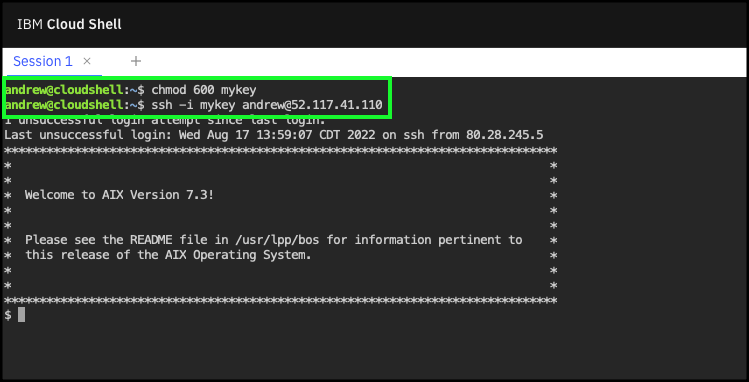 IBM Cloud Shell
Session 1 × +
andrew@cloudshell:~$ chmod 600 mykey
andrew@cloudshell:~$ ssh -i mykey andrew@52.117.41.110
1 unsuccessful login attempt since last login.
Last unsuccessful login: Wed Aug 17 13:59:07 CDT 2022 on ssh from 80.28.245.5
*******************************************************************************
*                                                                             *
*                                                                             *
*  Welcome to AIX Version 7.3!                                                *
*                                                                             *
*                                                                             *
*  Please see the README file in /usr/lpp/bos for information pertinent to    *
*  this release of the AIX Operating System.                                  *
*                                                                             *
*                                                                             *
*******************************************************************************
$